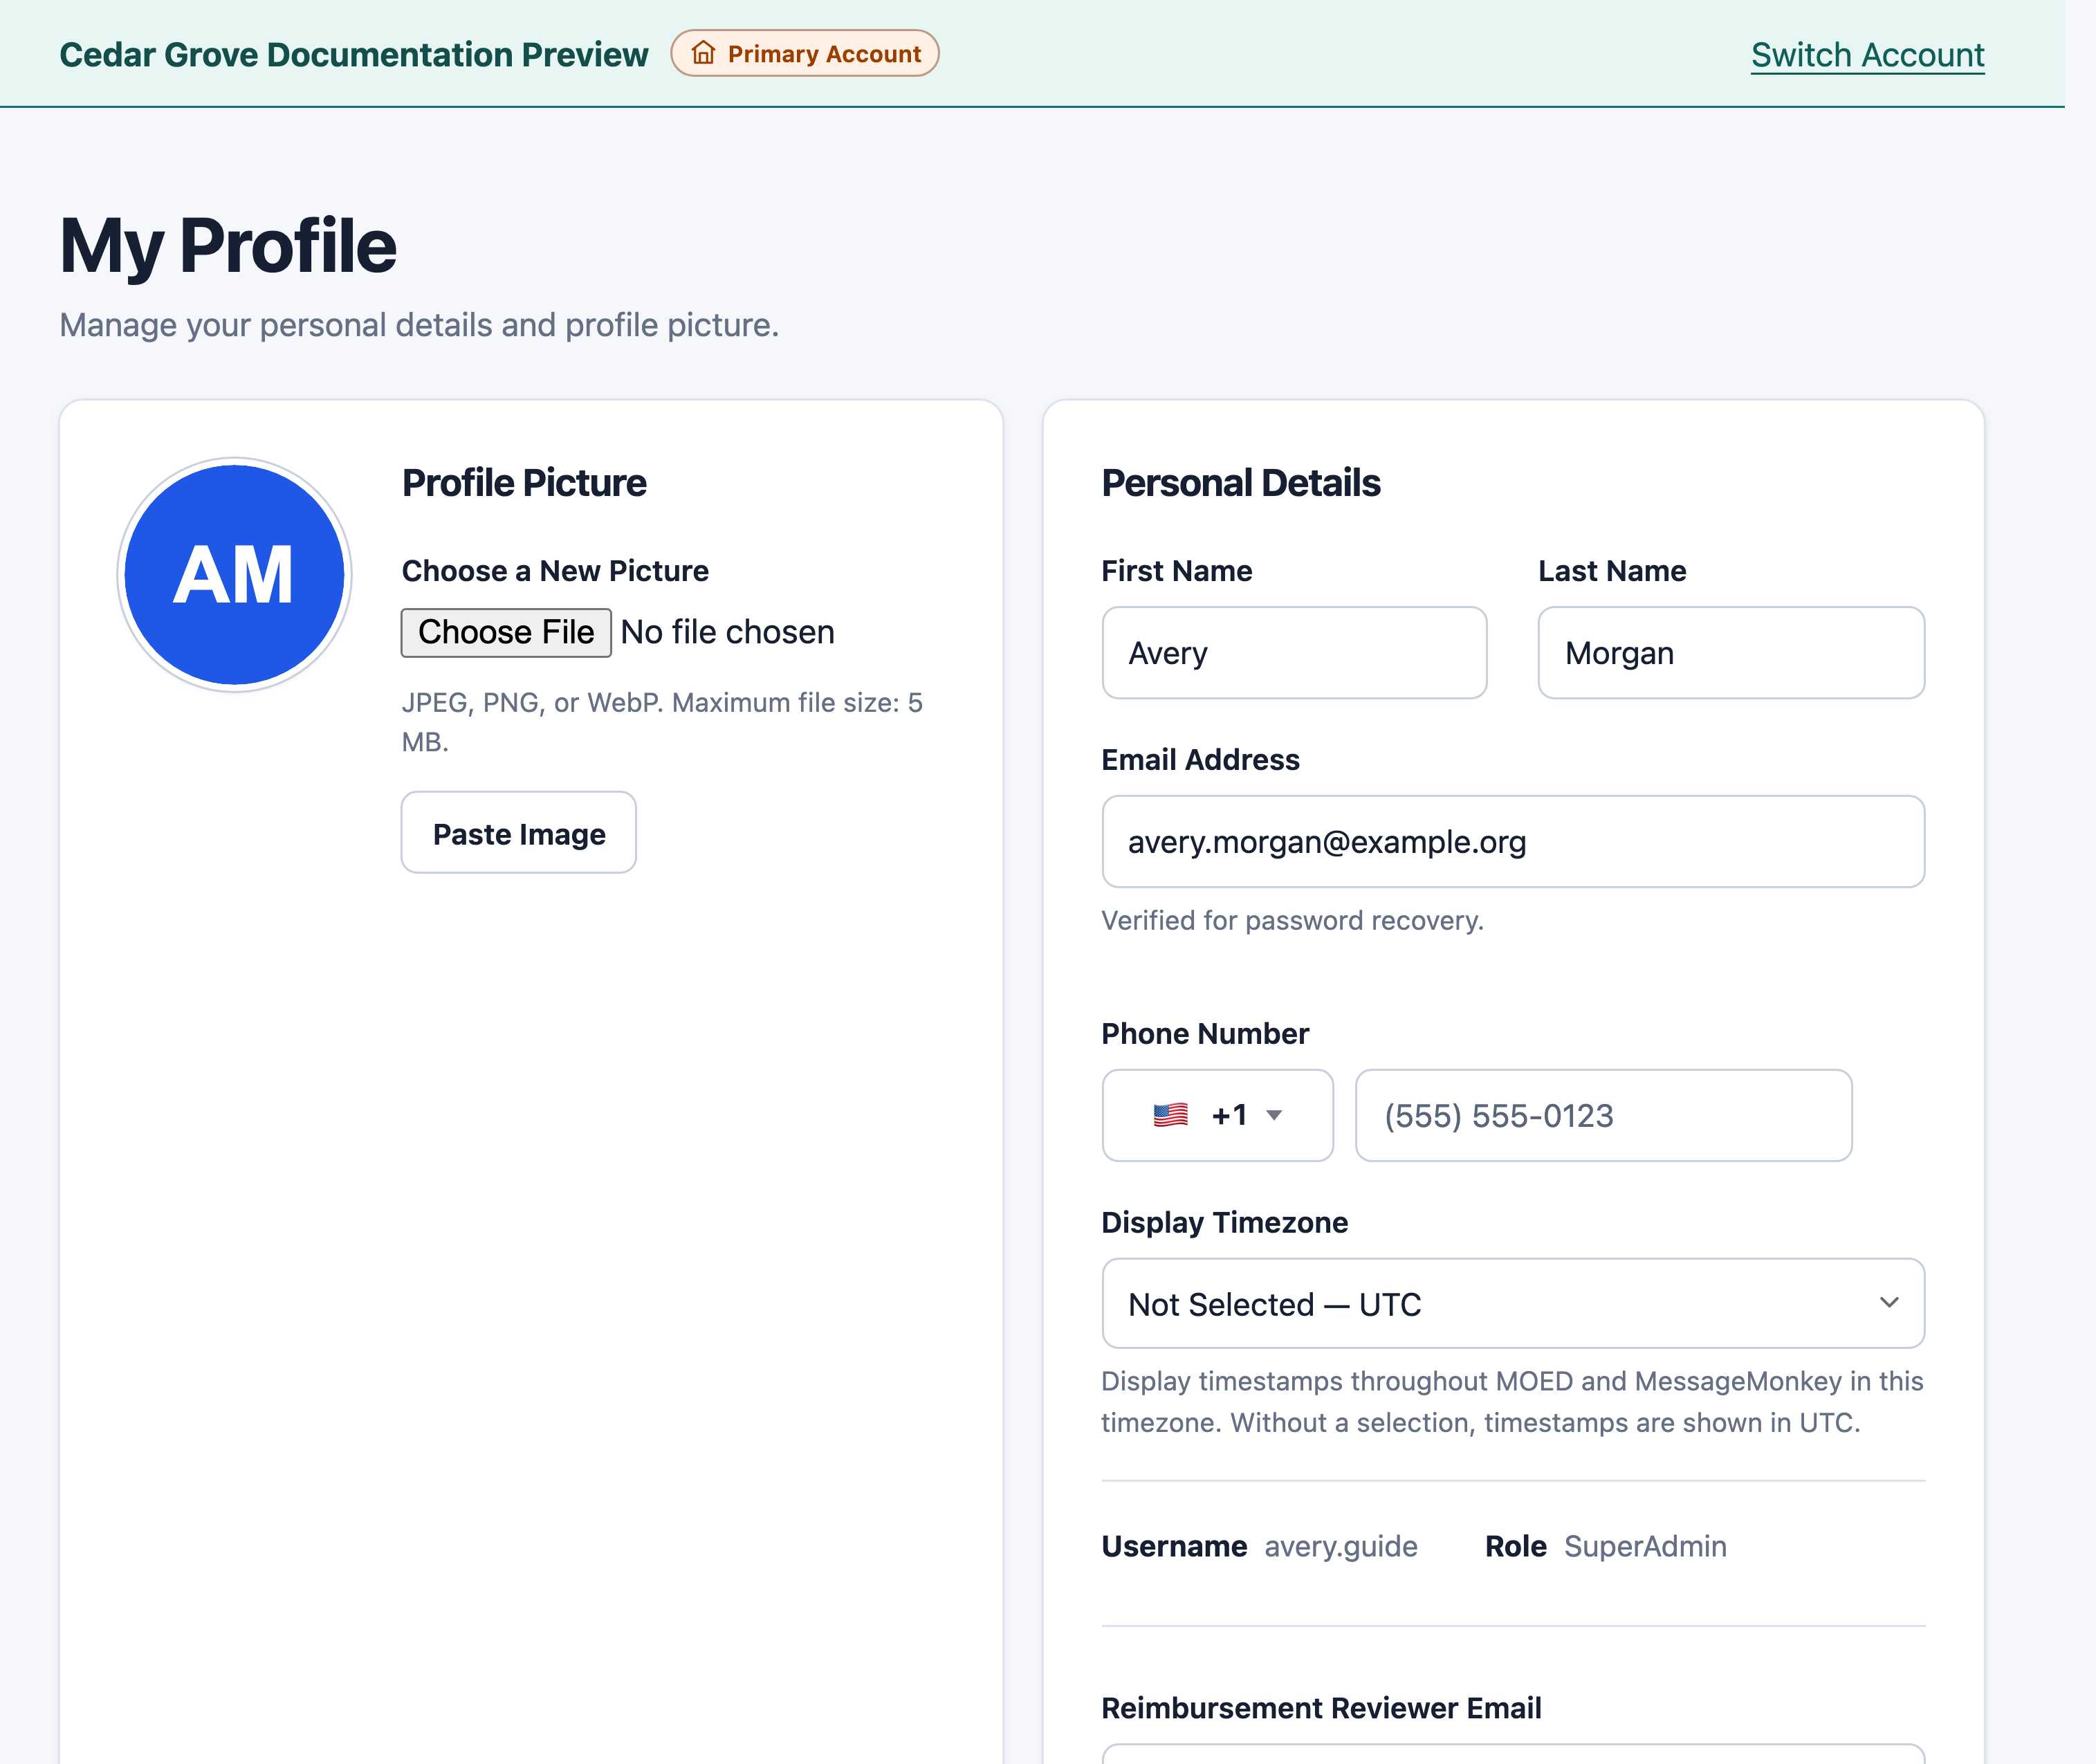 Cedar Grove Documentation Preview
Primary Account
Switch Account
My Profile
Manage your personal details and profile picture.
AM
Profile Picture
Choose a New Picture
Choose File No file chosen
JPEG, PNG, or WebP. Maximum file size: 5
MB.
Paste Image
Personal Details
First Name
Last Name
Avery
Morgan
Email Address
avery.morgan@example.org
Verified for password recovery.
Phone Number
+1
(555) 555-0123
Display Timezone
Not Selected — UTC
Display timestamps throughout MOED and MessageMonkey in this
timezone. Without a selection, timestamps are shown in UTC.
Username avery.guide
Role SuperAdmin
Reimbursement Reviewer Email